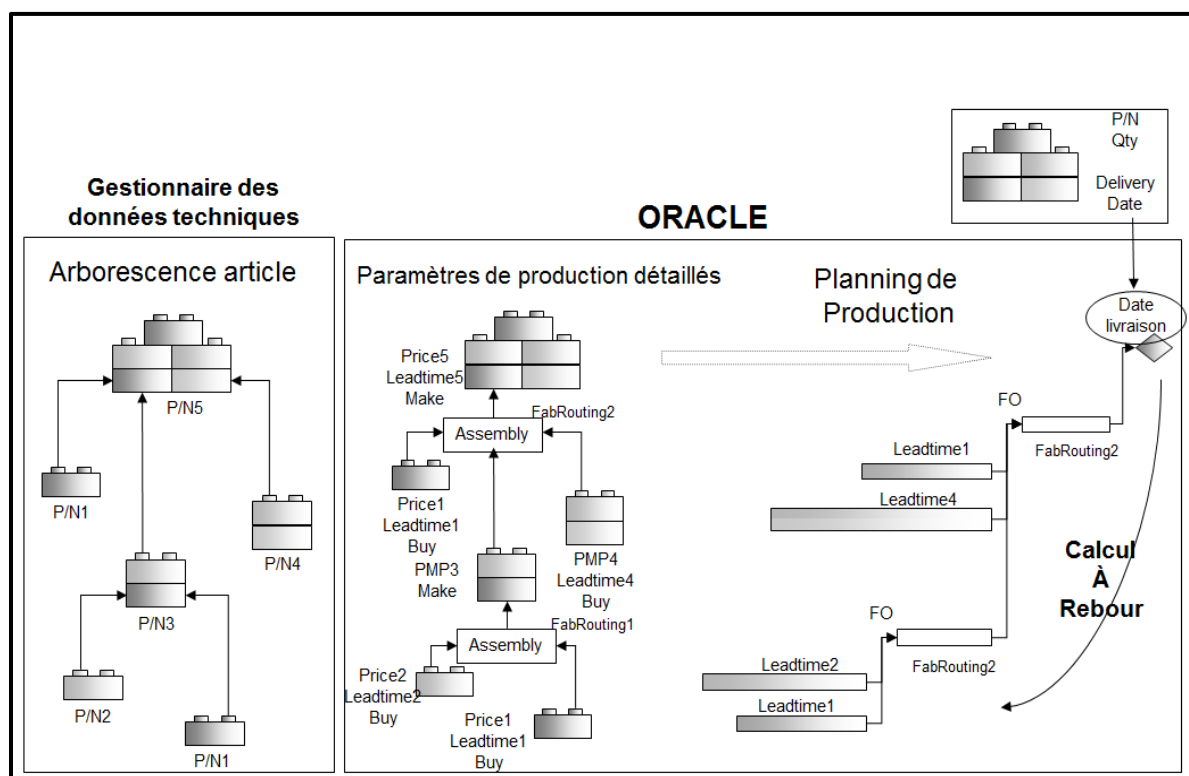 P/N
Qty
Delivery
Date
Gestionnaire des
données techniques
ORACLE
Arborescence article
P/N5
P/N1
P/N4
P/N3
P/N2
P/N1
Paramètres de production détaillés
Price5
Leadtime5
Make
FabRouting2
Assembly
Price1
Leadtime1
Buy
PMP4
Leadtime4
Buy
PMP3
Make
FabRouting1
Assembly
Price2
Leadtime2
Buy
Price1
Leadtime1
Buy
Planning de
Production
Date
livraison
FO
FabRouting2
Leadtime1
Leadtime4
Calcul
À
Rebour
FO
FabRouting2
Leadtime2
Leadtime1